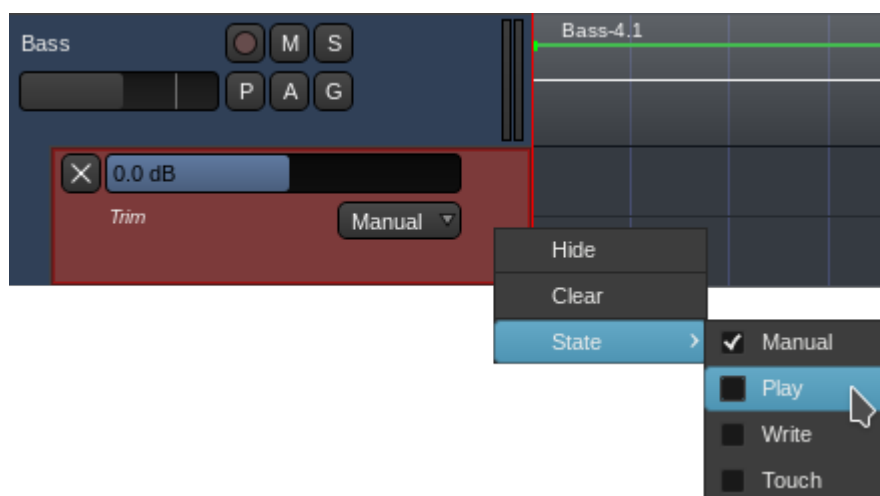 Bass
M S
P A G
Bass-4.1
0.0 dB
Trim
Manual
Hide
Clear
State
Manual
Play
Write
Touch